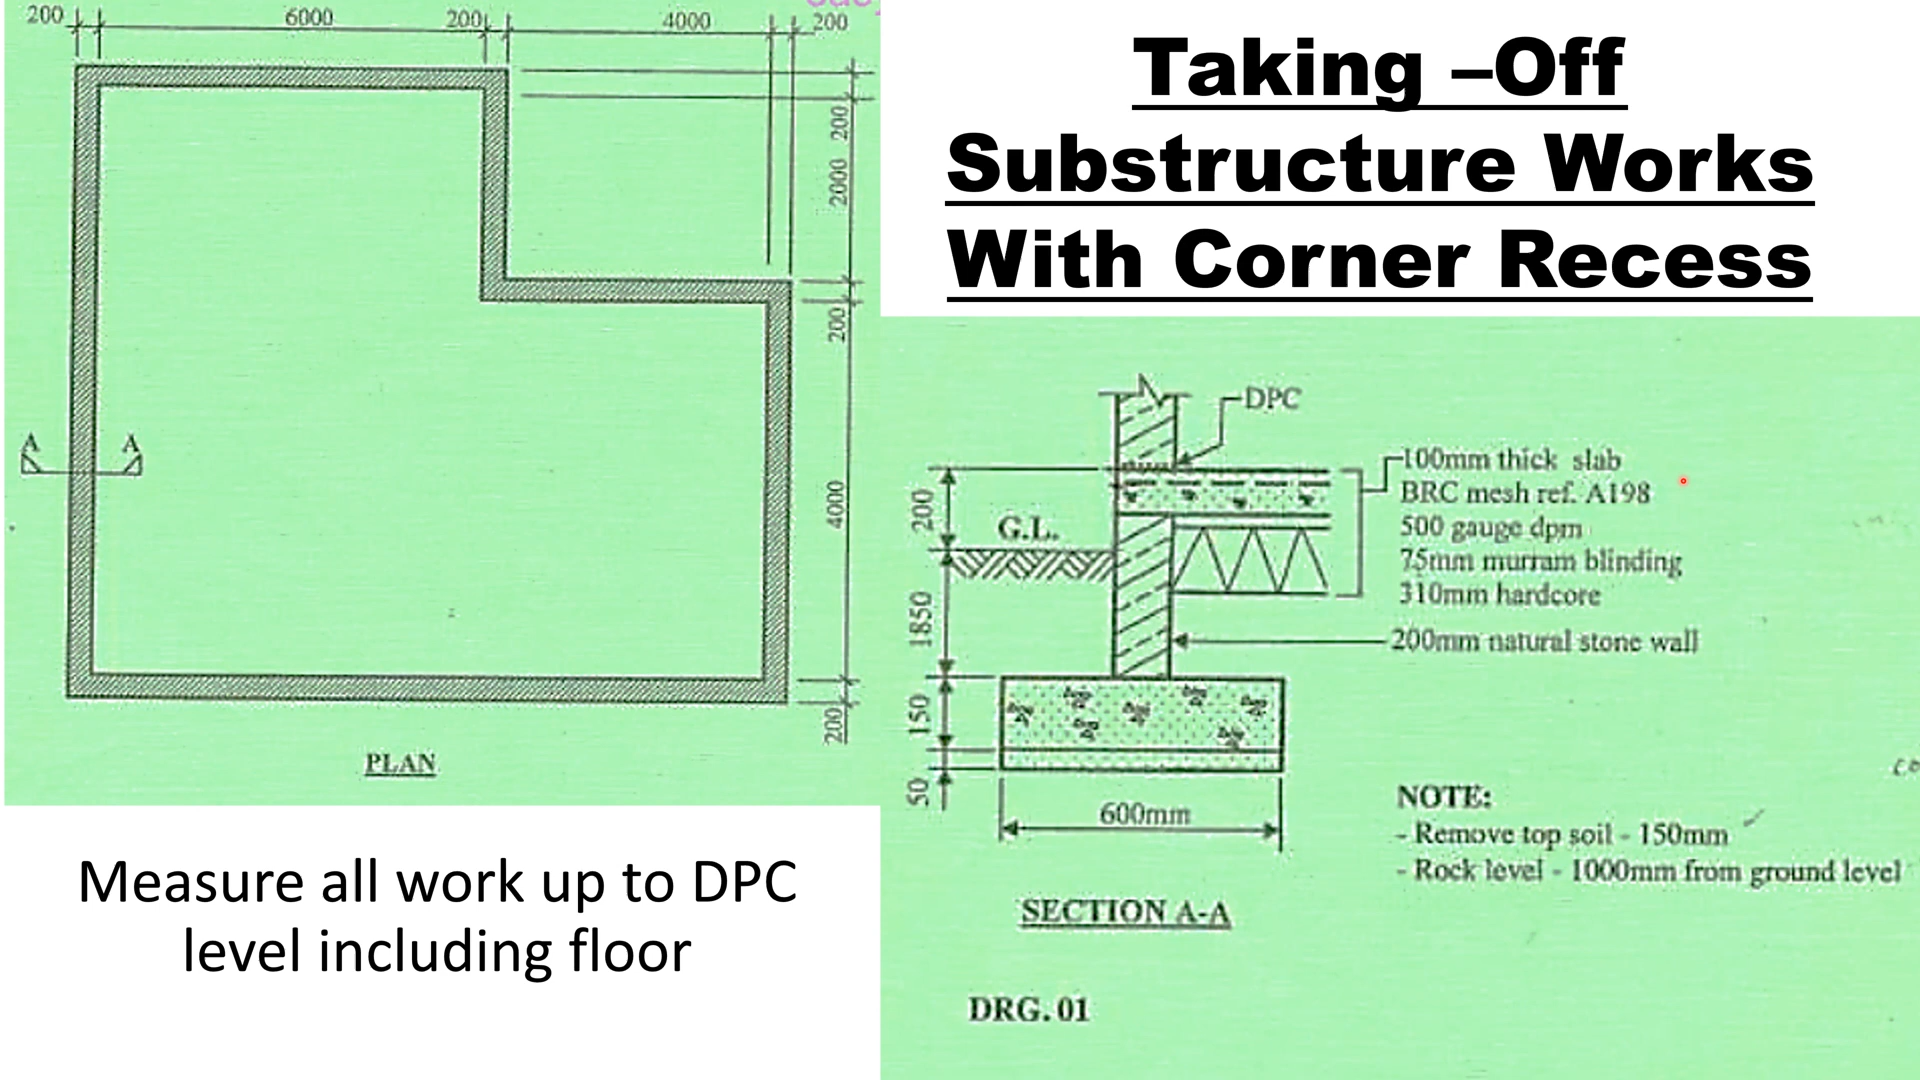 Taking –Off
Substructure Works
With Corner Recess
200
6000
200
4000
200
200
2000
200
4000
200
A
A
PLAN
Measure all work up to DPC
level including floor
DPC
100mm thick slab
BRC mesh ref. A198
500 gauge dpm
75mm murram blinding
310mm hardcore
200mm natural stone wall
200
G.L.
1850
150
50
600mm
NOTE:
- Remove top soil - 150mm
- Rock level - 1000mm from ground level
SECTION A-A
DRG. 01